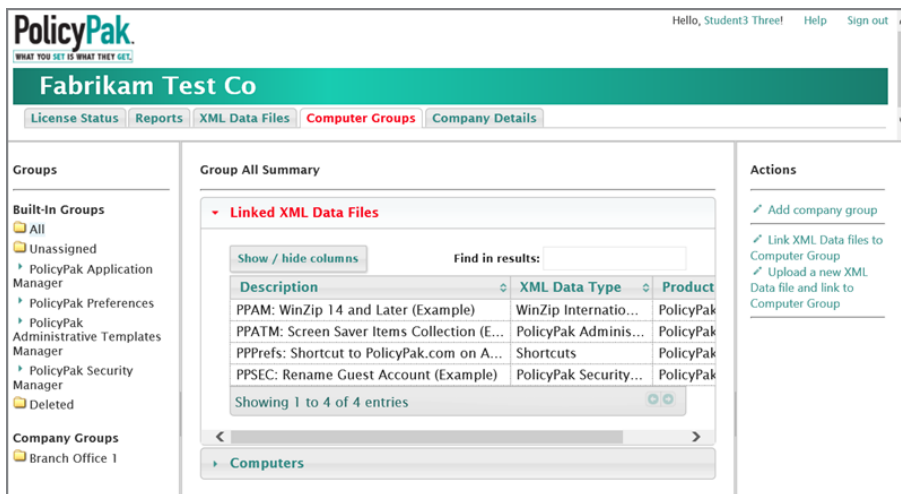 PolicyPak.
WHAT YOU SET IS WHAT THEY GET.
Hello, Student3 Three! Help Sign out
Fabrikam Test Co
License Status Reports XML Data Files Computer Groups Company Details
Groups
Built-In Groups
All
Unassigned
PolicyPak Application
Manager
PolicyPak Preferences
PolicyPak
Administrative Templates
Manager
PolicyPak Security
Manager
Deleted
Company Groups
Branch Office 1
Group All Summary
Linked XML Data Files
Show / hide columns Find in results:
Description XML Data Type Product
PPAM: WinZip 14 and Later (Example) WinZip Internatio... PolicyPak
PPATM: Screen Saver Items Collection (E... PolicyPak Adminis... PolicyPak
PPPrefs: Shortcut to PolicyPak.com on A... Shortcuts PolicyPak
PPSEC: Rename Guest Account (Example) PolicyPak Security... PolicyPak
Showing 1 to 4 of 4 entries
Computers
Actions
Add company group
Link XML Data files to
Computer Group
Upload a new XML
Data file and link to
Computer Group